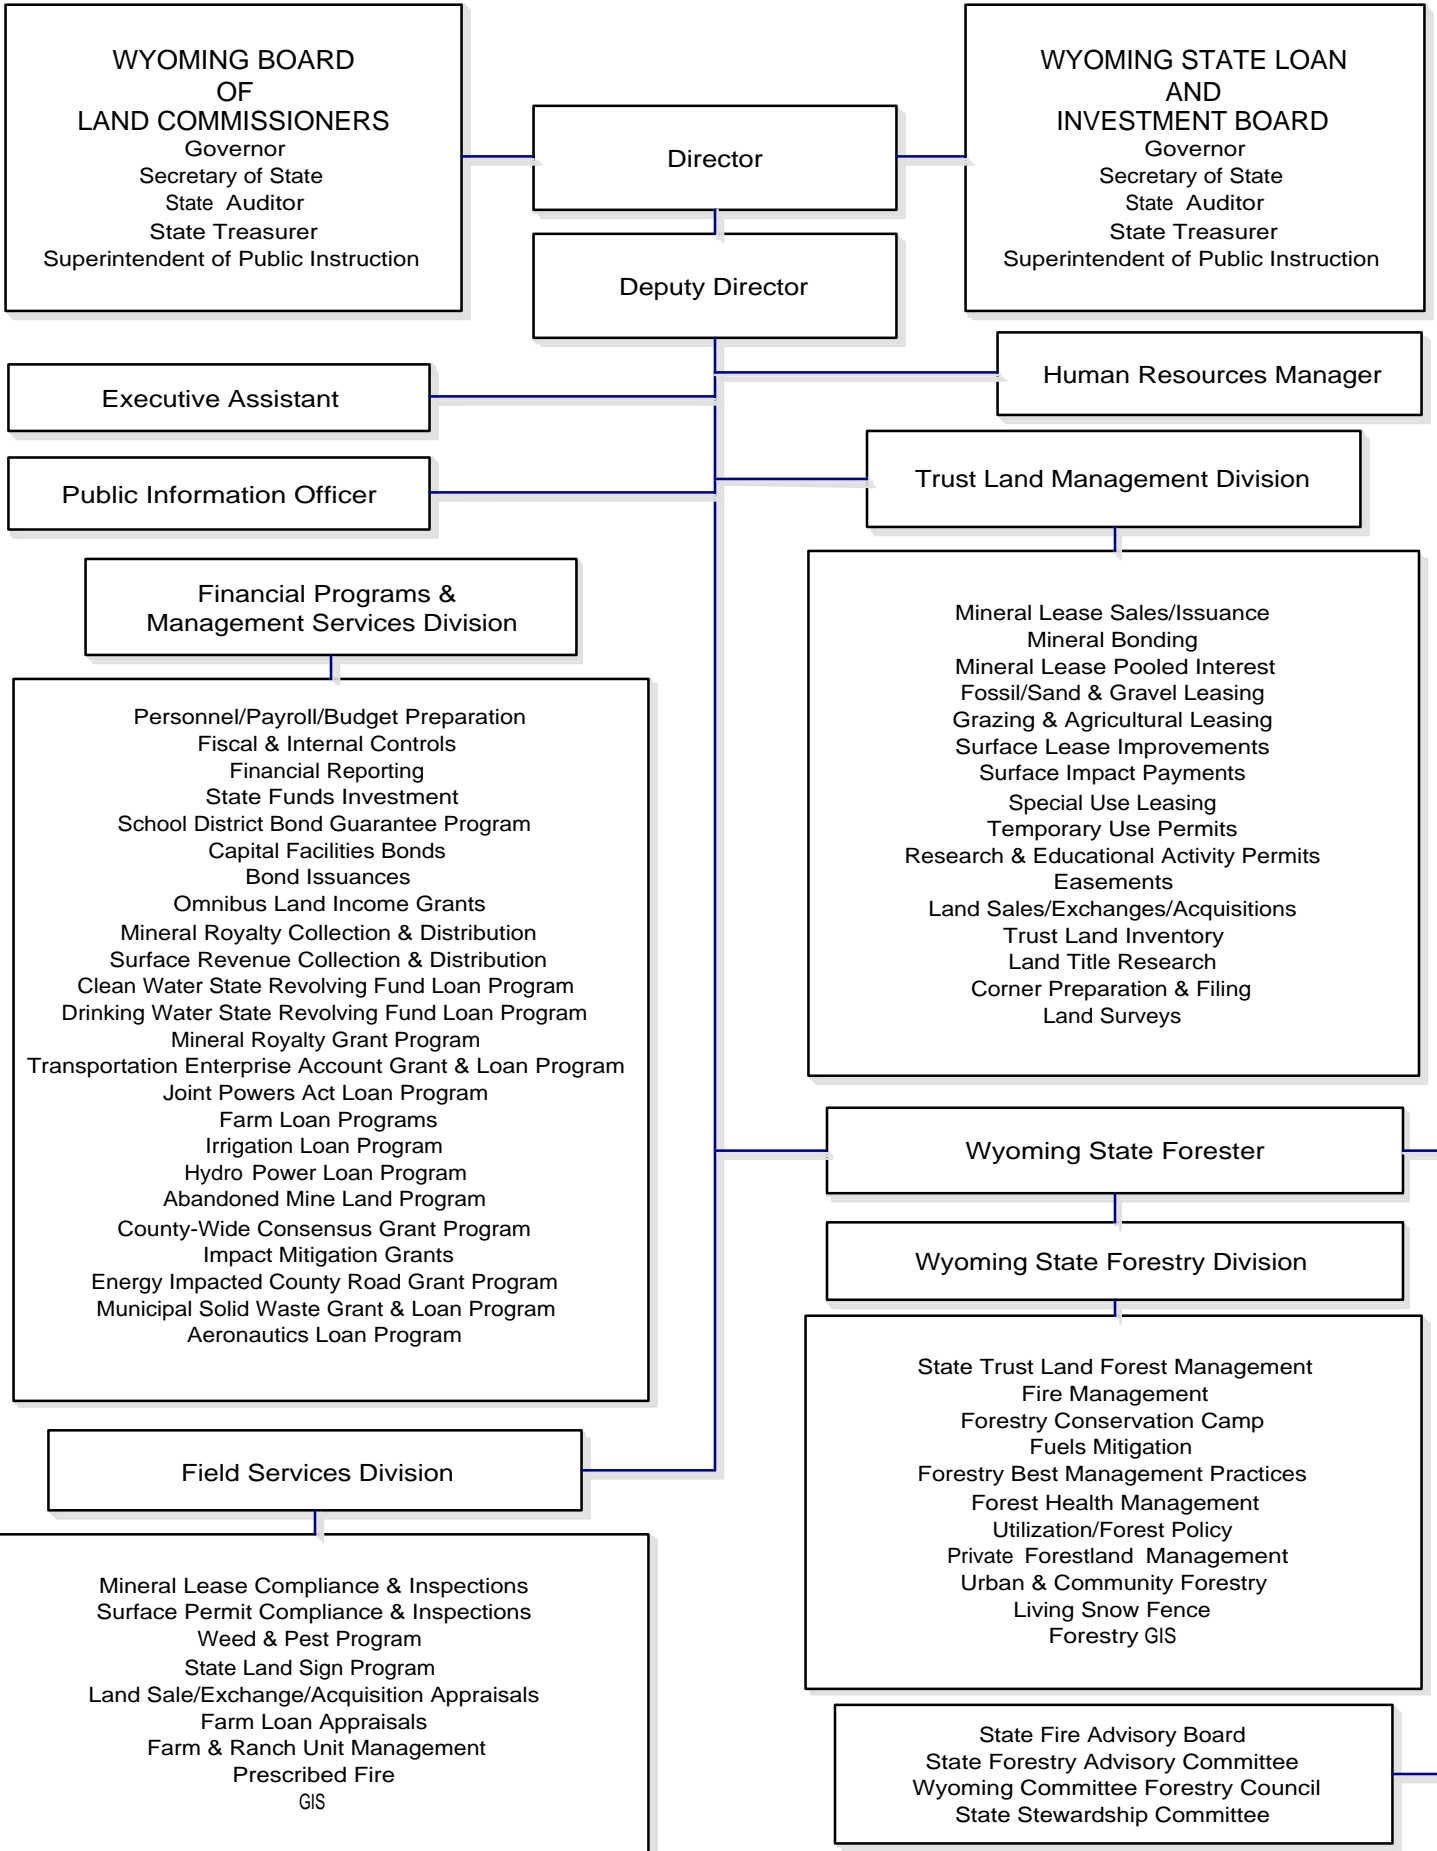 WYOMING BOARD
OF
LAND COMMISSIONERS
Governor
Secretary of State
State Auditor
State Treasurer
Superintendent of Public Instruction
Director
WYOMING STATE LOAN
AND
INVESTMENT BOARD
Governor
Secretary of State
State Auditor
State Treasurer
Superintendent of Public Instruction
Deputy Director
Human Resources Manager
Executive Assistant
Trust Land Management Division
Public Information Officer
Financial Programs &
Management Services Division
Personnel/Payroll/Budget Preparation
Fiscal & Internal Controls
Financial Reporting
State Funds Investment
School District Bond Guarantee Program
Capital Facilities Bonds
Bond Issuances
Omnibus Land Income Grants
Mineral Royalty Collection & Distribution
Surface Revenue Collection & Distribution
Clean Water State Revolving Fund Loan Program
Drinking Water State Revolving Fund Loan Program
Mineral Royalty Grant Program
Transportation Enterprise Account Grant & Loan Program
Joint Powers Act Loan Program
Farm Loan Programs
Irrigation Loan Program
Hydro Power Loan Program
Abandoned Mine Land Program
County-Wide Consensus Grant Program
Impact Mitigation Grants
Energy Impacted County Road Grant Program
Municipal Solid Waste Grant & Loan Program
Aeronautics Loan Program
Mineral Lease Sales/Issuance
Mineral Bonding
Mineral Lease Pooled Interest
Fossil/Sand & Gravel Leasing
Grazing & Agricultural Leasing
Surface Lease Improvements
Surface Impact Payments
Special Use Leasing
Temporary Use Permits
Research & Educational Activity Permits
Easements
Land Sales/Exchanges/Acquisitions
Trust Land Inventory
Land Title Research
Corner Preparation & Filing
Land Surveys
Wyoming State Forester
Wyoming State Forestry Division
State Trust Land Forest Management
Fire Management
Forestry Conservation Camp
Fuels Mitigation
Forestry Best Management Practices
Forest Health Management
Utilization/Forest Policy
Private Forestland Management
Urban & Community Forestry
Living Snow Fence
Forestry GIS
Field Services Division
Mineral Lease Compliance & Inspections
Surface Permit Compliance & Inspections
Weed & Pest Program
State Land Sign Program
Land Sale/Exchange/Acquisition Appraisals
Farm Loan Appraisals
Farm & Ranch Unit Management
Prescribed Fire
GIS
State Fire Advisory Board
State Forestry Advisory Committee
Wyoming Committee Forestry Council
State Stewardship Committee